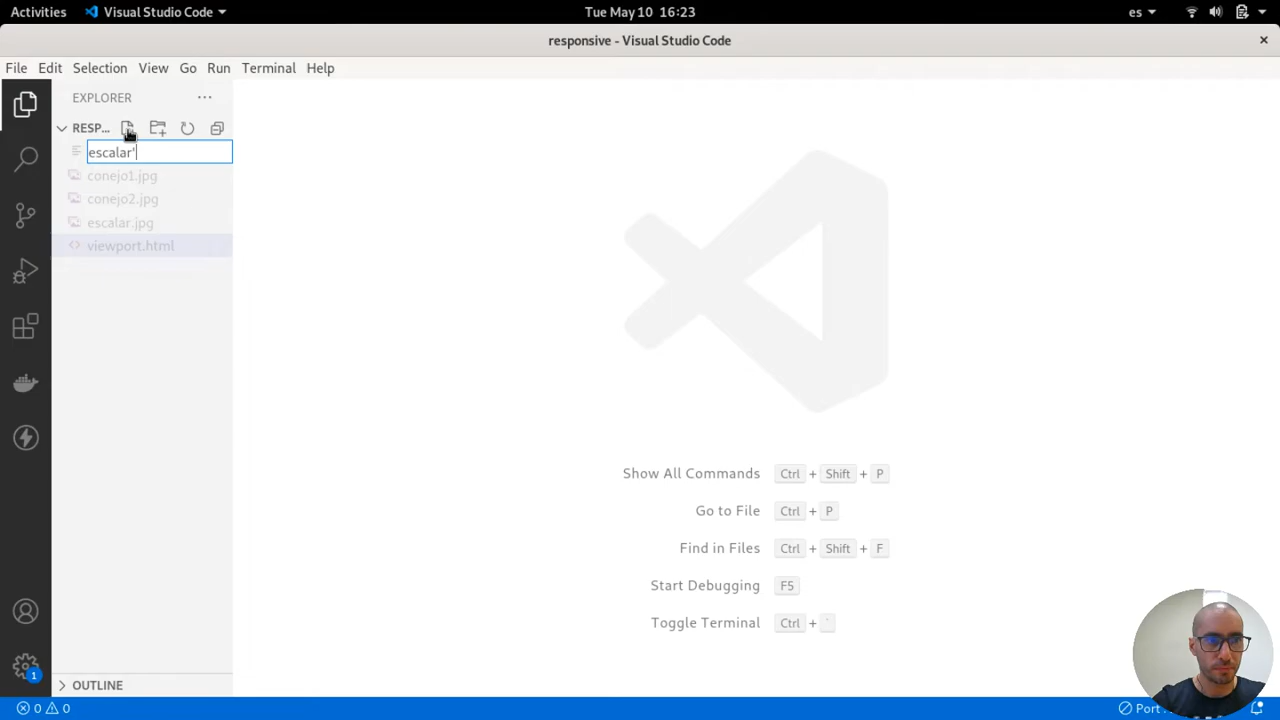 Activities Visual Studio Code Tue May 10 16:23 es
responsive - Visual Studio Code
File Edit Selection View Go Run Terminal Help
EXPLORER
RESP...
escalar'
conejo1.jpg
conejo2.jpg
escalar.jpg
viewport.html
Show All Commands Ctrl + Shift + P
Go to File Ctrl + P
Find in Files Ctrl + Shift + F
Start Debugging F5
Toggle Terminal Ctrl + `
1
OUTLINE
0 0 Port